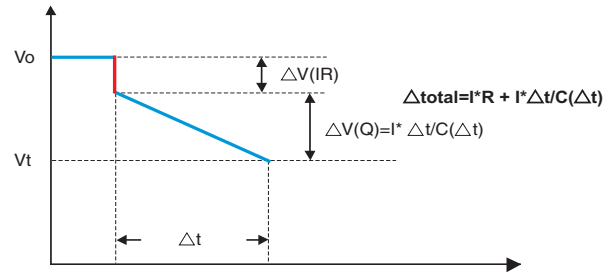 Vo
△V(IR)
△total=I*R + I*△t/C(△t)
△V(Q)=I* △t/C(△t)
Vt
△t